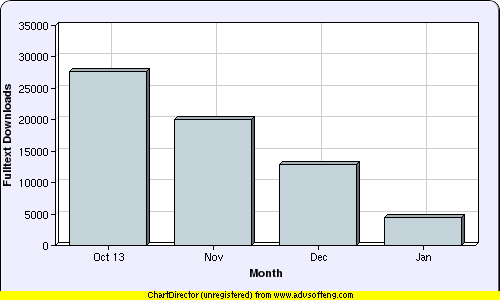 35000
30000
25000
20000
15000
10000
5000
0
Fulltext Downloads
Oct 13 Nov Dec Jan
Month
ChartDirector (unregistered) from www.advsofteng.com